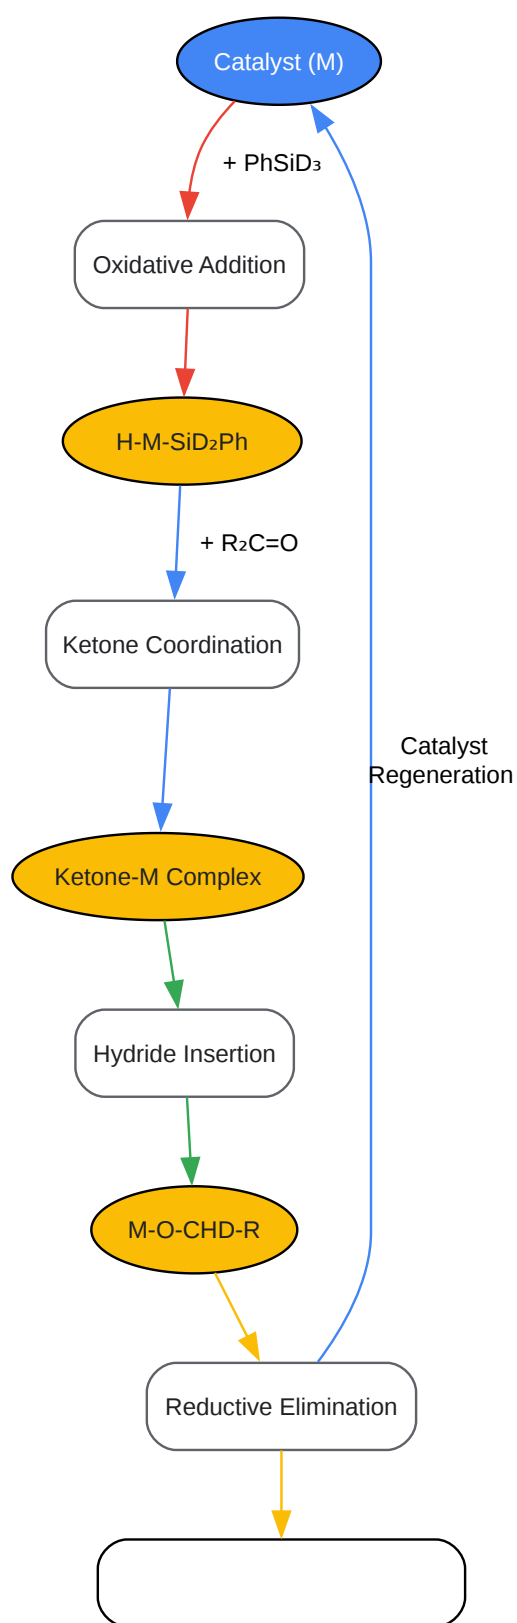 Catalyst (M)
+ PhSiD₃
Oxidative Addition
H-M-SiD₂Ph
+ R₂C=O
Ketone Coordination
Catalyst
Regeneration
Ketone-M Complex
Hydride Insertion
M-O-CHD-R
Reductive Elimination